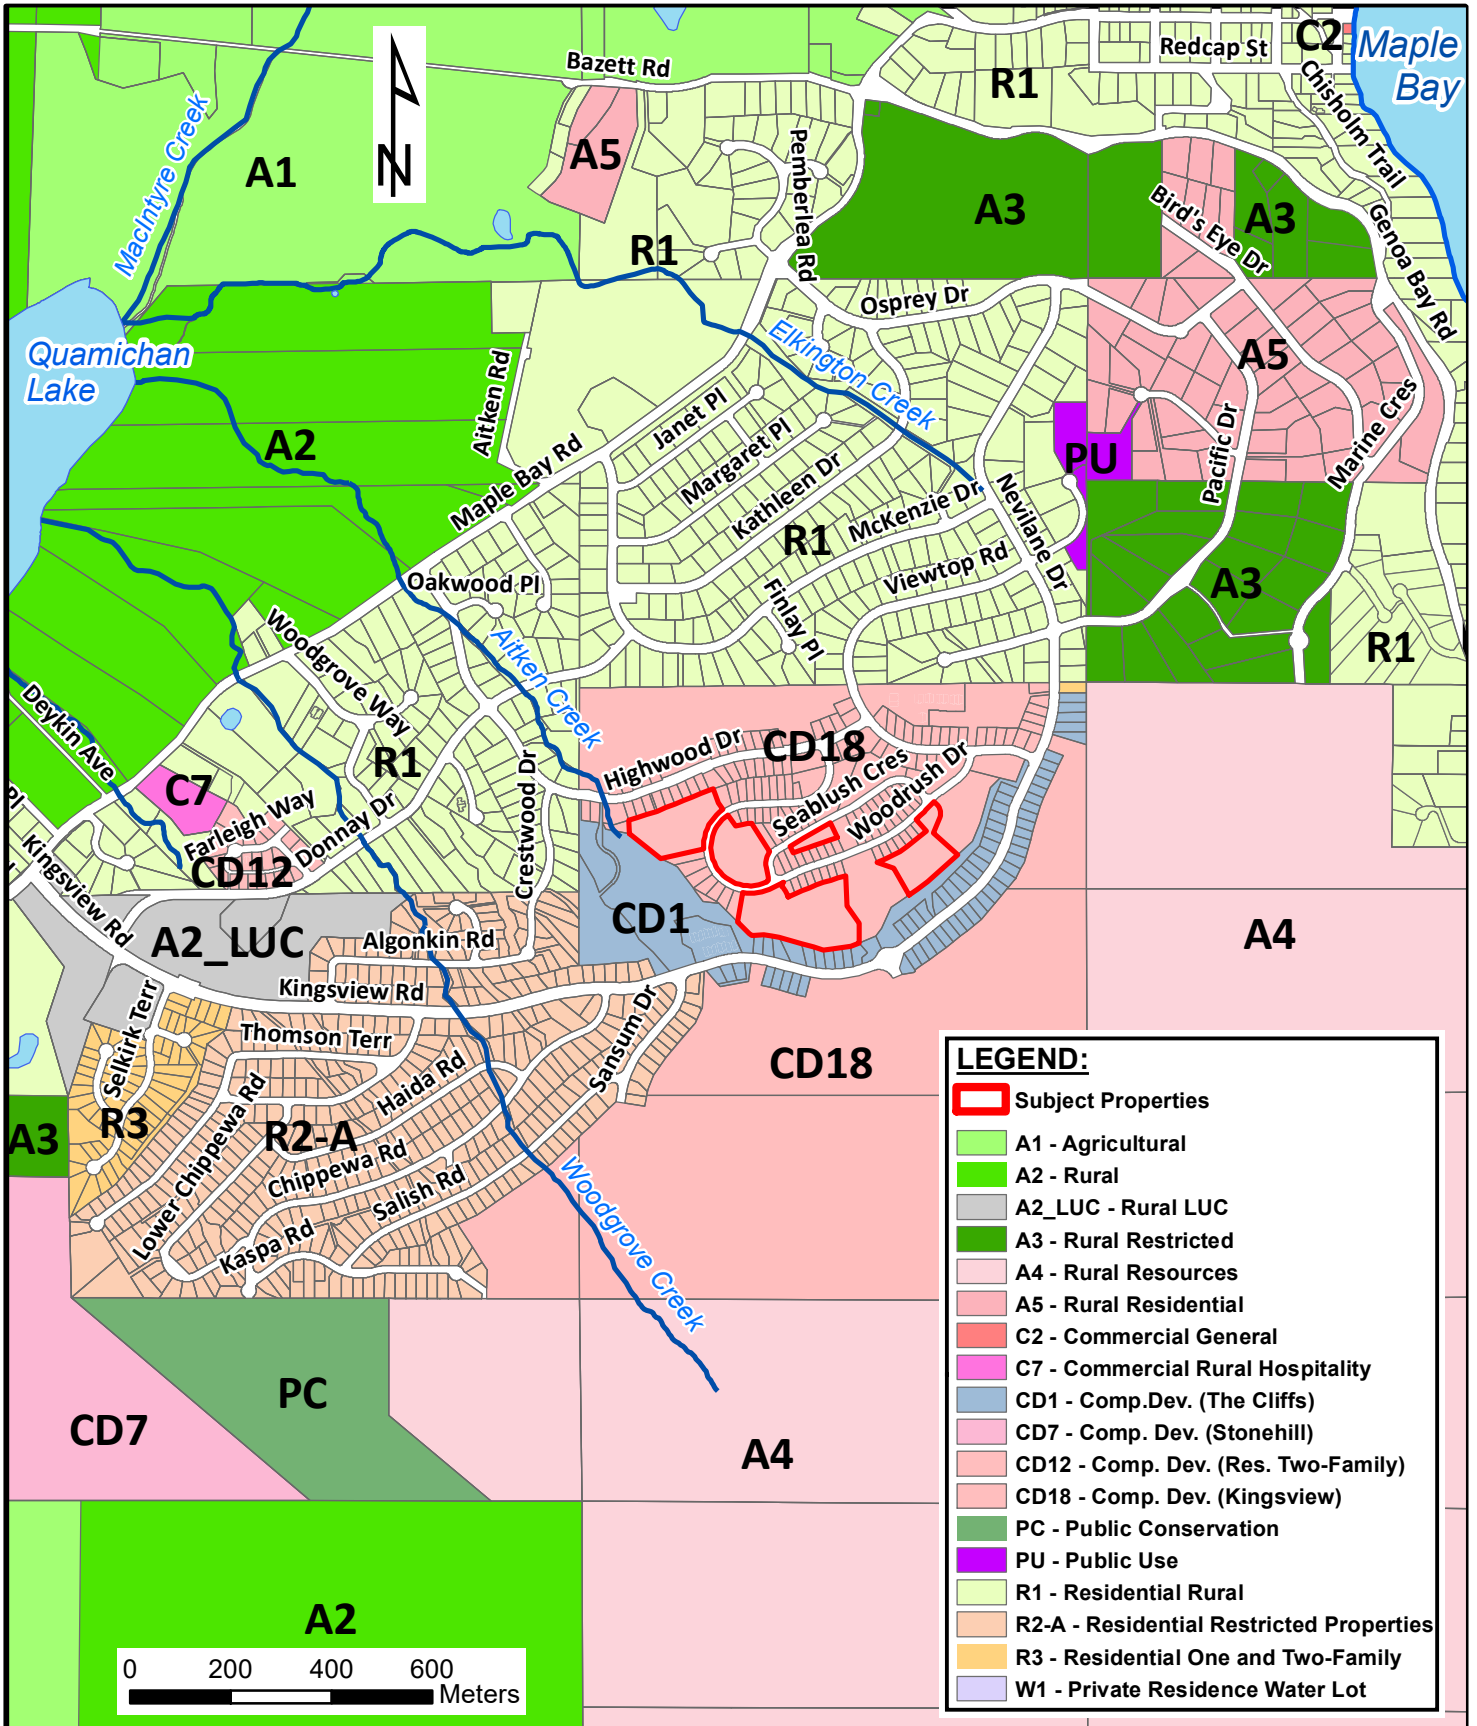 Redcap St
C2
Maple
Bay
Bazett Rd
R1
Chisholm Trail
MacIntyre Creek
A1
N
A5
Pemberlea Rd
A3
Bird's Eye Dr
A3
Genoa Bay Rd
R1
Osprey Dr
Quamichan
Lake
Elkington Creek
A5
Aitken Rd
Janet Pl
Margaret Pl
Marine Cres
A2
Pacific Dr
Maple Bay Rd
Kathleen Dr
PU
McKenzie Dr
Nevilane Dr
R1
Viewtop Rd
Oakwood Pl
A3
Finlay Pl
Woodgrove Way
Aitken Creek
R1
Deykin Ave
R1
Highwood Dr
CD18
C7
Crestwood Dr
Seablush Cres
Woodrush Dr
Pl
Farleigh Way
Donnay Dr
CD12
Kingsview Rd
CD1
A4
A2_LUC
Algonkin Rd
Kingsview Rd
Selkirk Terr
Thomson Terr
Sansum Dr
CD18
Haida Rd
A3
R3
R2-A
Lower Chippewa Rd
Chippewa Rd
Salish Rd
Kaspa Rd
Woodgrove Creek
PC
CD7
A4
A2
0 200 400 600
Meters
LEGEND:
Subject Properties
A1 - Agricultural
A2 - Rural
A2_LUC - Rural LUC
A3 - Rural Restricted
A4 - Rural Resources
A5 - Rural Residential
C2 - Commercial General
C7 - Commercial Rural Hospitality
CD1 - Comp.Dev. (The Cliffs)
CD7 - Comp. Dev. (Stonehill)
CD12 - Comp. Dev. (Res. Two-Family)
CD18 - Comp. Dev. (Kingsview)
PC - Public Conservation
PU - Public Use
R1 - Residential Rural
R2-A - Residential Restricted Properties
R3 - Residential One and Two-Family
W1 - Private Residence Water Lot